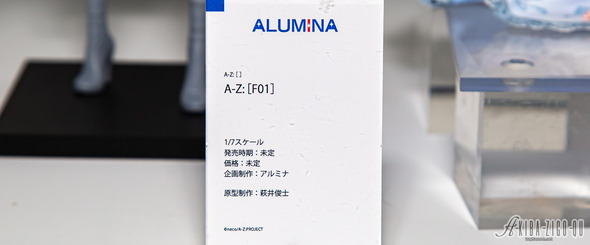 ALUMINA
A-Z: [ ]
A-Z: [F01]
1/7スケール
発売時期：未定
価格：未定
企画制作：アルミナ
原型制作：萩井俊士
©neco/A-Z:PROJECT
AKIBA-ZIGO-QU